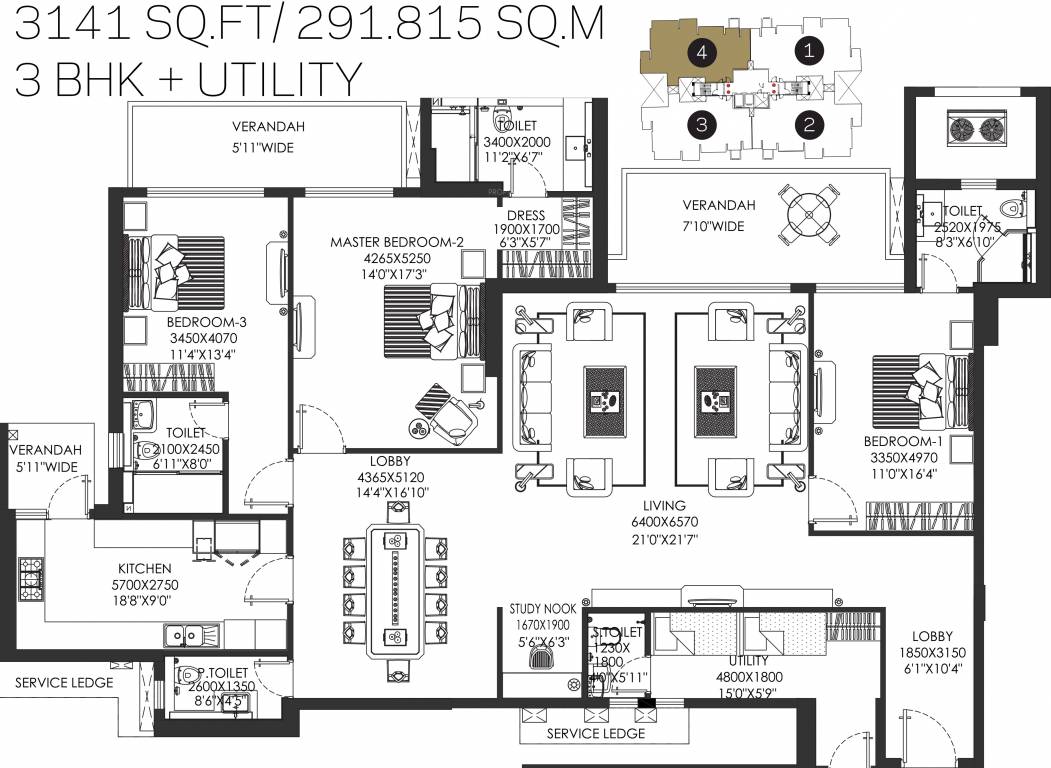 3141 SQ.FT/ 291.815 SQ.M
3 BHK + UTILITY
4
1
3
2
VERANDAH
5'11"WIDE
TOILET
3400X2000
11'2"X6'7"
PRO
DRESS
1900X1700
6'3"X5'7"
VERANDAH
7'10"WIDE
TOILET
2520X1975
8'3"X6'10"
MASTER BEDROOM-2
4265X5250
14'0"X17'3"
BEDROOM-3
3450X4070
11'4"X13'4"
TOILET
2100X2450
6'11"X8'0"
VERANDAH
5'11"WIDE
LOBBY
4365X5120
14'4"X16'10"
BEDROOM-1
3350X4970
11'0"X16'4"
LIVING
6400X6570
21'0"X21'7"
KITCHEN
5700X2750
18'8"X9'0"
STUDY NOOK
1670X1900
5'6"X6'3"
S.TOILET
1230X
1800
4'0"X5'11"
UTILITY
4800X1800
15'0"X5'9"
LOBBY
1850X3150
6'1"X10'4"
SERVICE LEDGE
P.TOILET
2600X1350
8'6"X4'5"
SERVICE LEDGE